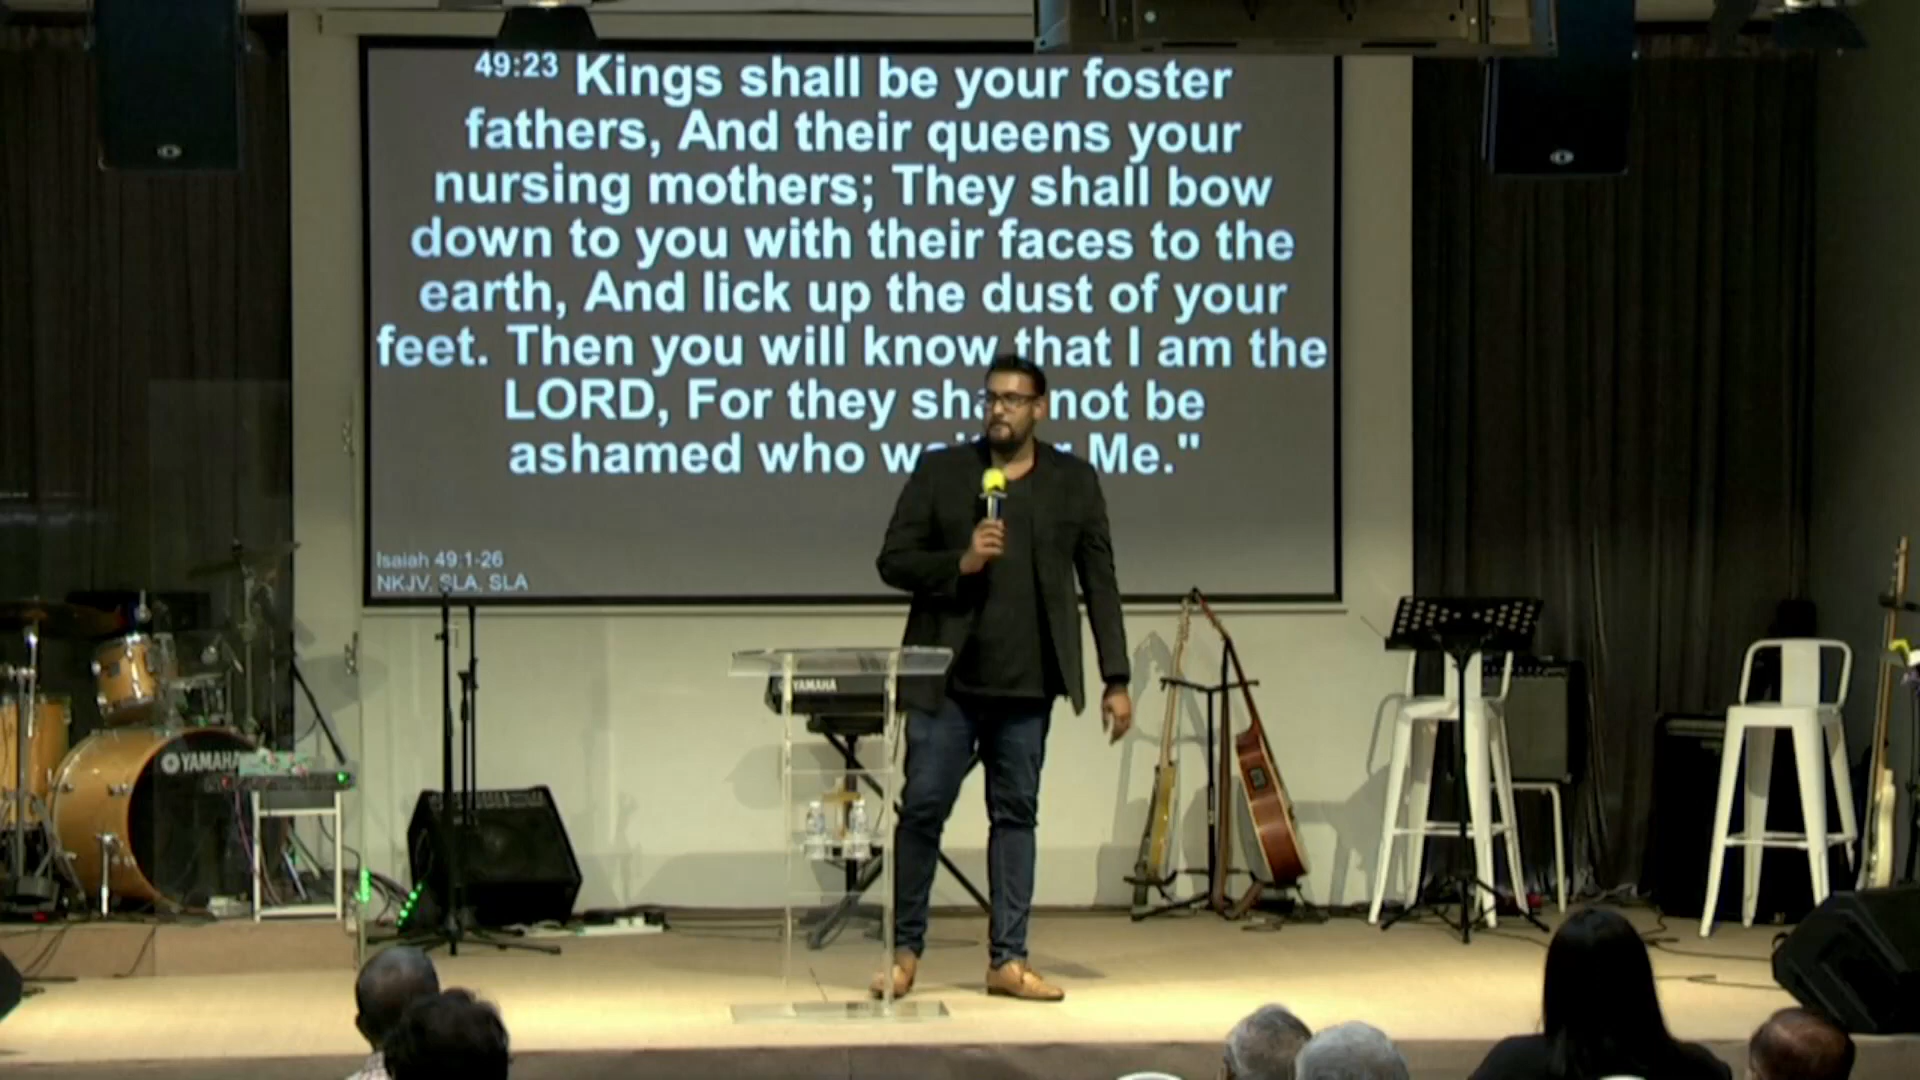 49:23 Kings shall be your foster
fathers, And their queens your
nursing mothers; They shall bow
down to you with their faces to the
earth, And lick up the dust of your
feet. Then you will know that I am the
LORD, For they not be
ashamed who Me."
Isaiah 49:1-26
NKJV, SLA, SLA
YAMAHA
YAMAHA